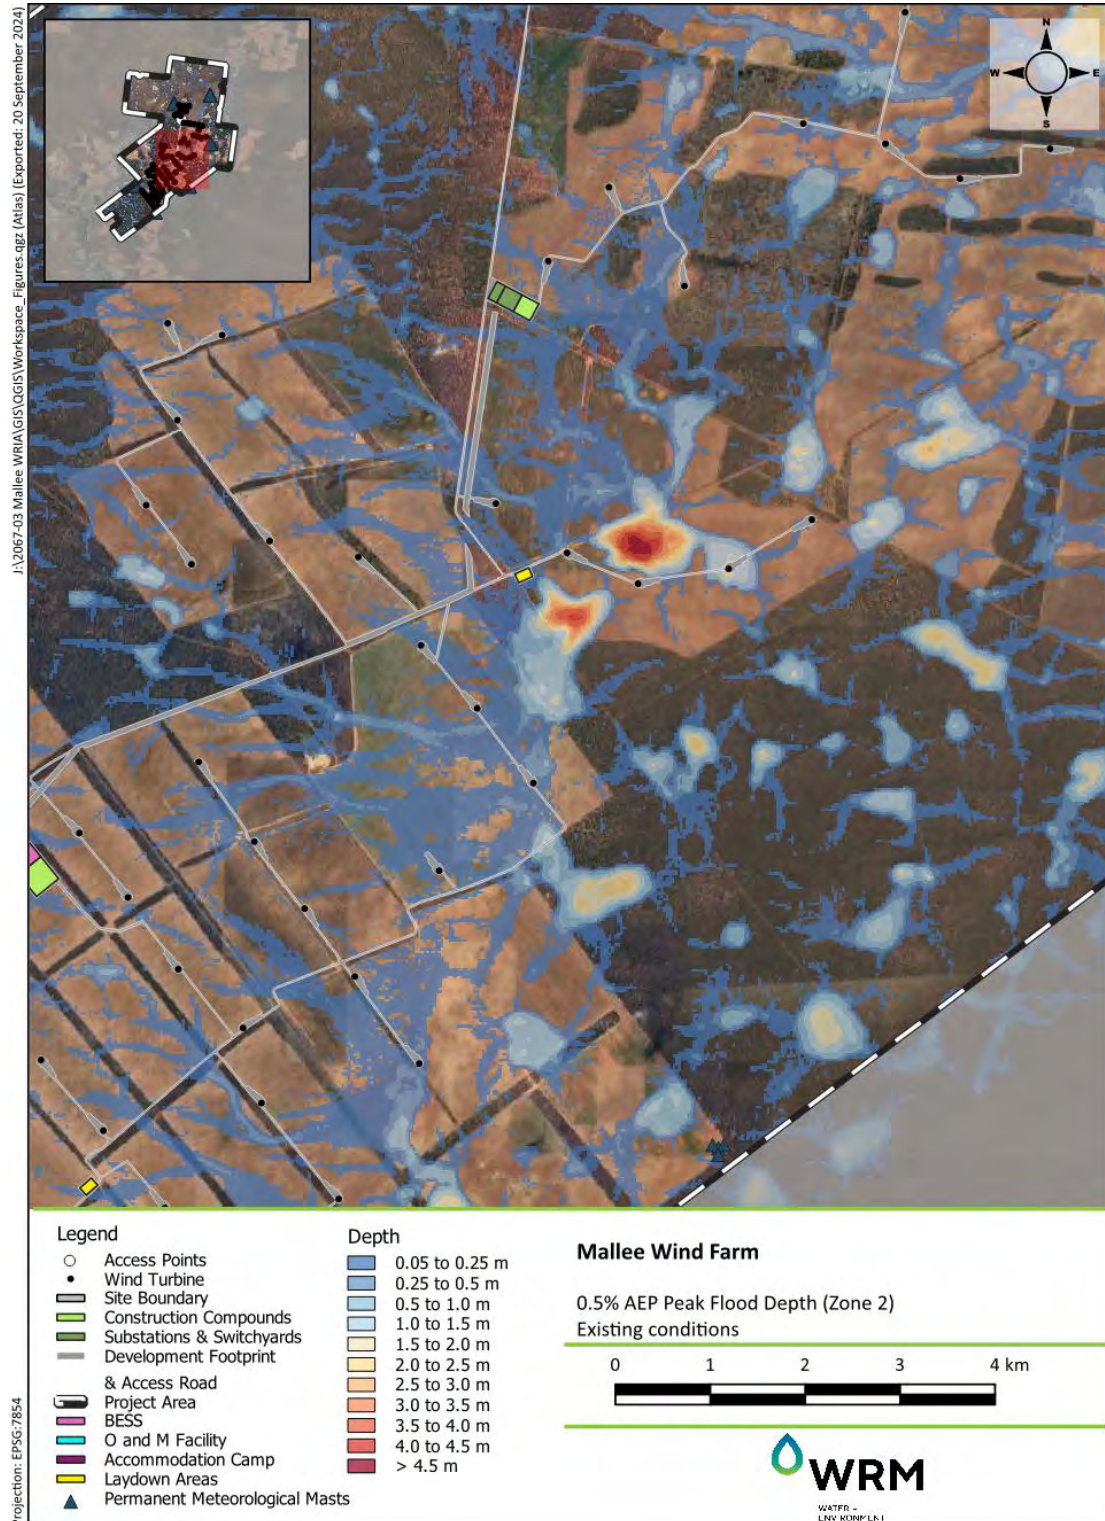 J:\2067-03 Mallee WRIA\GIS\QGIS\Workspace_Figures.qgz (Atlas) (Exported: 20 September 2024)
N
W E
S
Legend
Access Points
Wind Turbine
Site Boundary
Construction Compounds
Substations & Switchyards
Development Footprint
& Access Road
Project Area
BESS
O and M Facility
Accommodation Camp
Laydown Areas
Permanent Meteorological Masts
Depth
0.05 to 0.25 m
0.25 to 0.5 m
0.5 to 1.0 m
1.0 to 1.5 m
1.5 to 2.0 m
2.0 to 2.5 m
2.5 to 3.0 m
3.0 to 3.5 m
3.5 to 4.0 m
4.0 to 4.5 m
> 4.5 m
Mallee Wind Farm
0.5% AEP Peak Flood Depth (Zone 2)
Existing conditions
0 1 2 3 4 km
WRM
WATER +
ENVIRONMENT
Projection: EPSG:7854